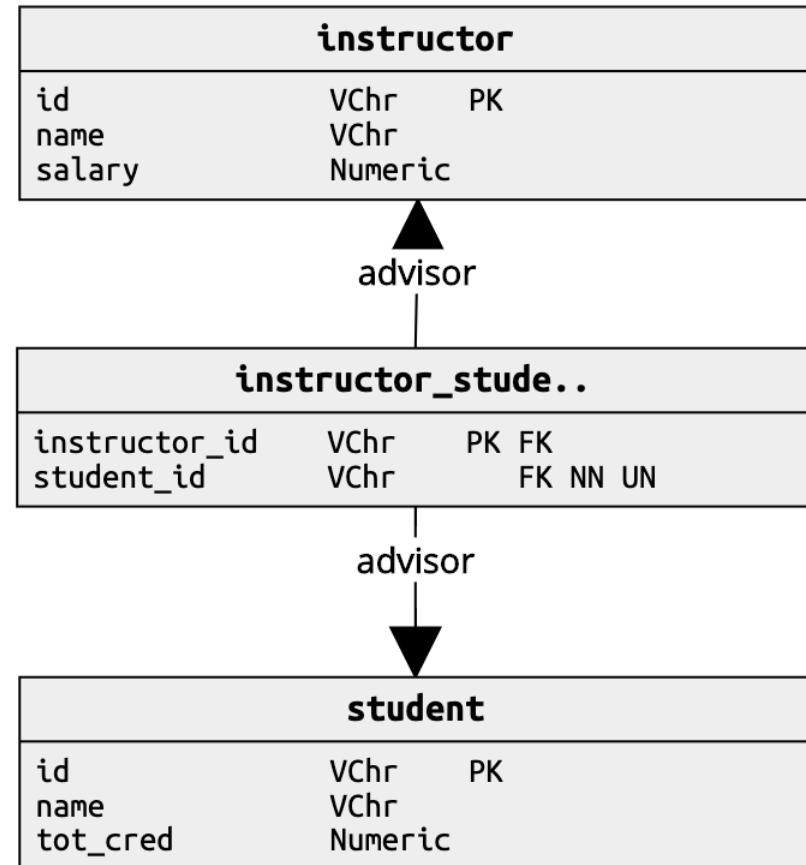 instructor
id VChr PK
name VChr
salary Numeric
advisor
instructor_stude..
instructor_id VChr PK FK
student_id VChr FK NN UN
advisor
student
id VChr PK
name VChr
tot_cred Numeric